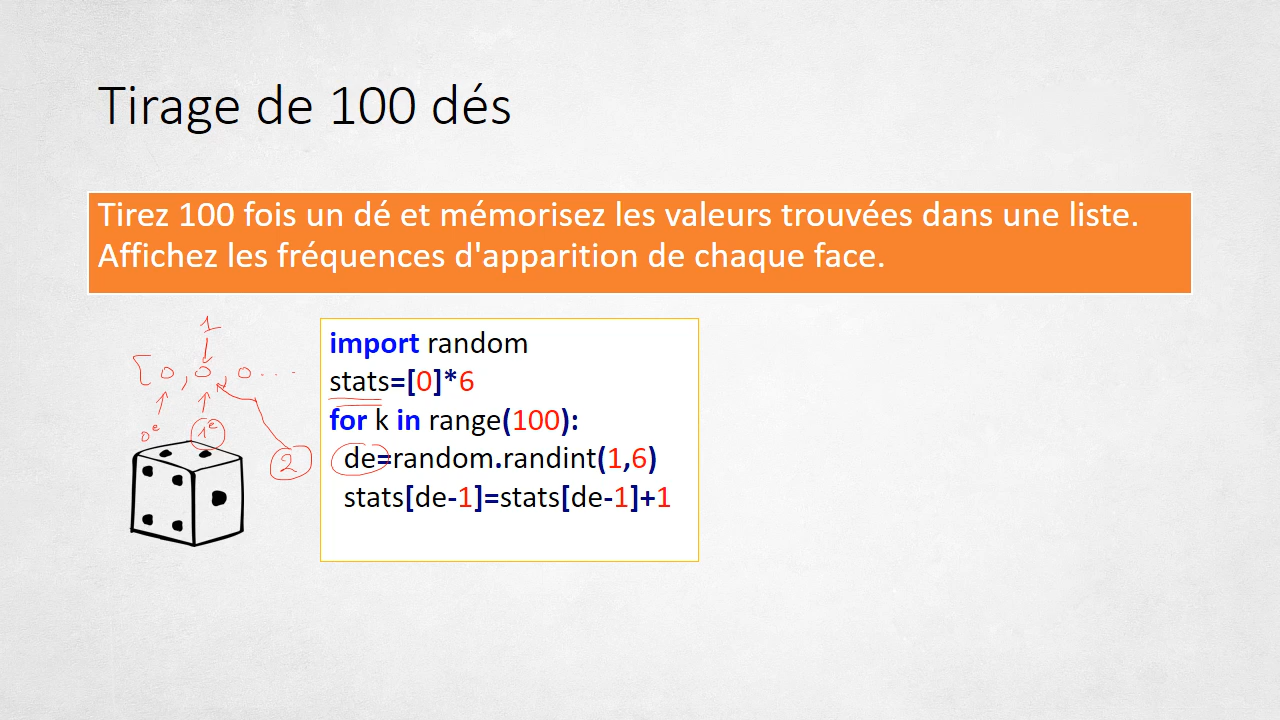 Tirage de 100 dés
Tirez 100 fois un dé et mémorisez les valeurs trouvées dans une liste.
Affichez les fréquences d'apparition de chaque face.
1
[0,0,0...
0e 1e
2
import random
stats=[0]*6
for k in range(100):
de=random.randint(1,6)
stats[de-1]=stats[de-1]+1